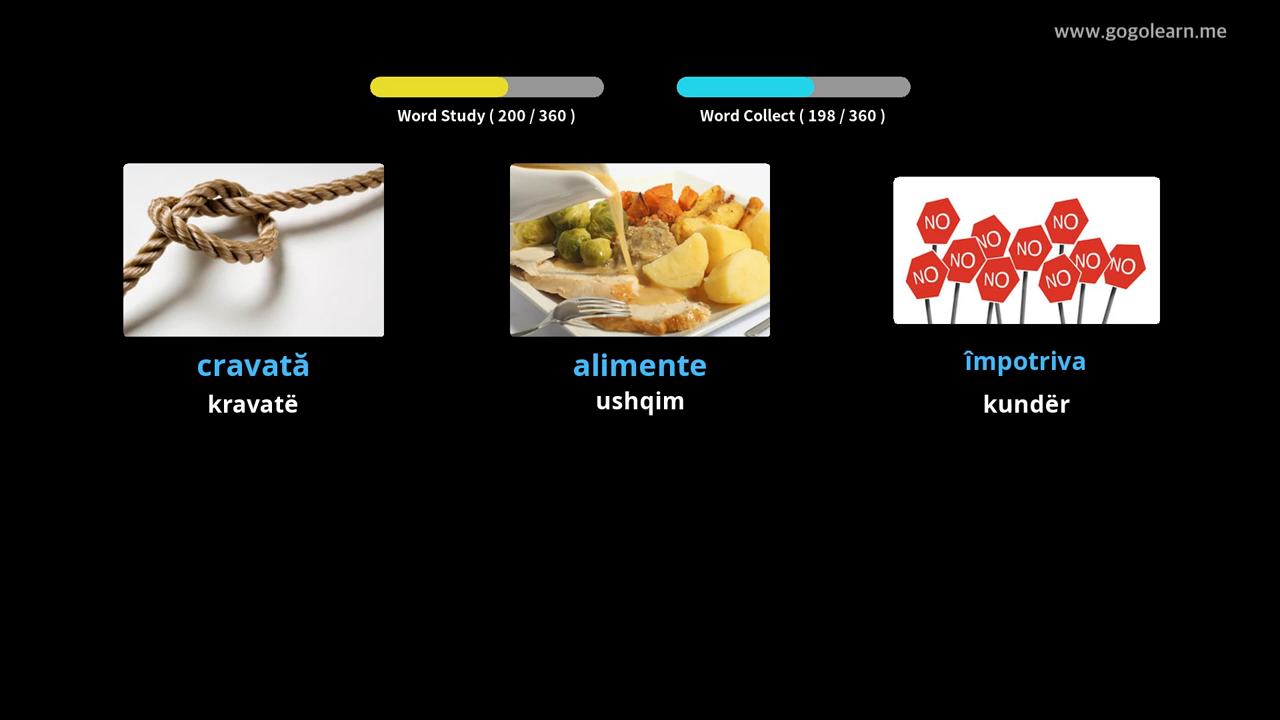 www.gogolearn.me
Word Study ( 200 / 360 )
Word Collect ( 198 / 360 )
NO
NO
NO
NO
NO
NO
NO
NO
NO
NO
cravată
alimente
împotriva
kravatë
ushqim
kundër